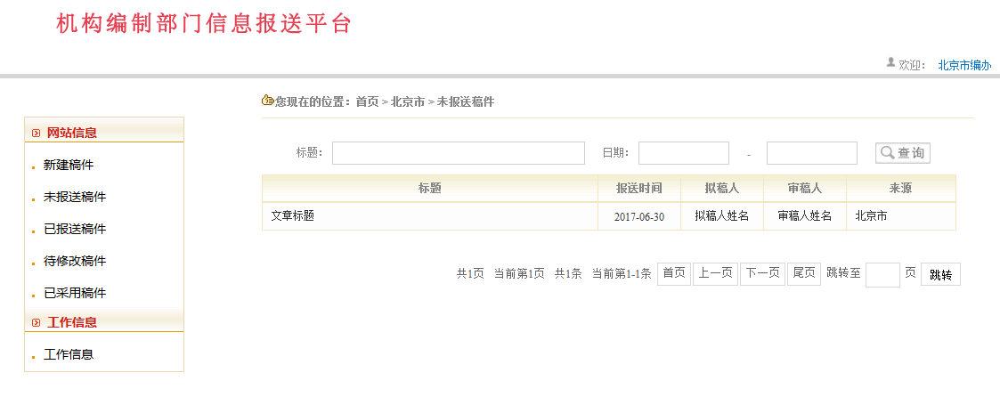 机构编制部门信息报送平台
欢迎： 北京市编办
您现在的位置：首页 > 北京市 > 未报送稿件
网站信息
新建稿件
未报送稿件
已报送稿件
待修改稿件
已采用稿件
工作信息
工作信息
标题： 日期： - 查询
标题 报送时间 拟稿人 审稿人 来源
文章标题 2017-06-30 拟稿人姓名 审稿人姓名 北京市
共1页 当前第1页 共1条 当前第1-1条 首页 上一页 下一页 尾页 跳转至 页 跳转